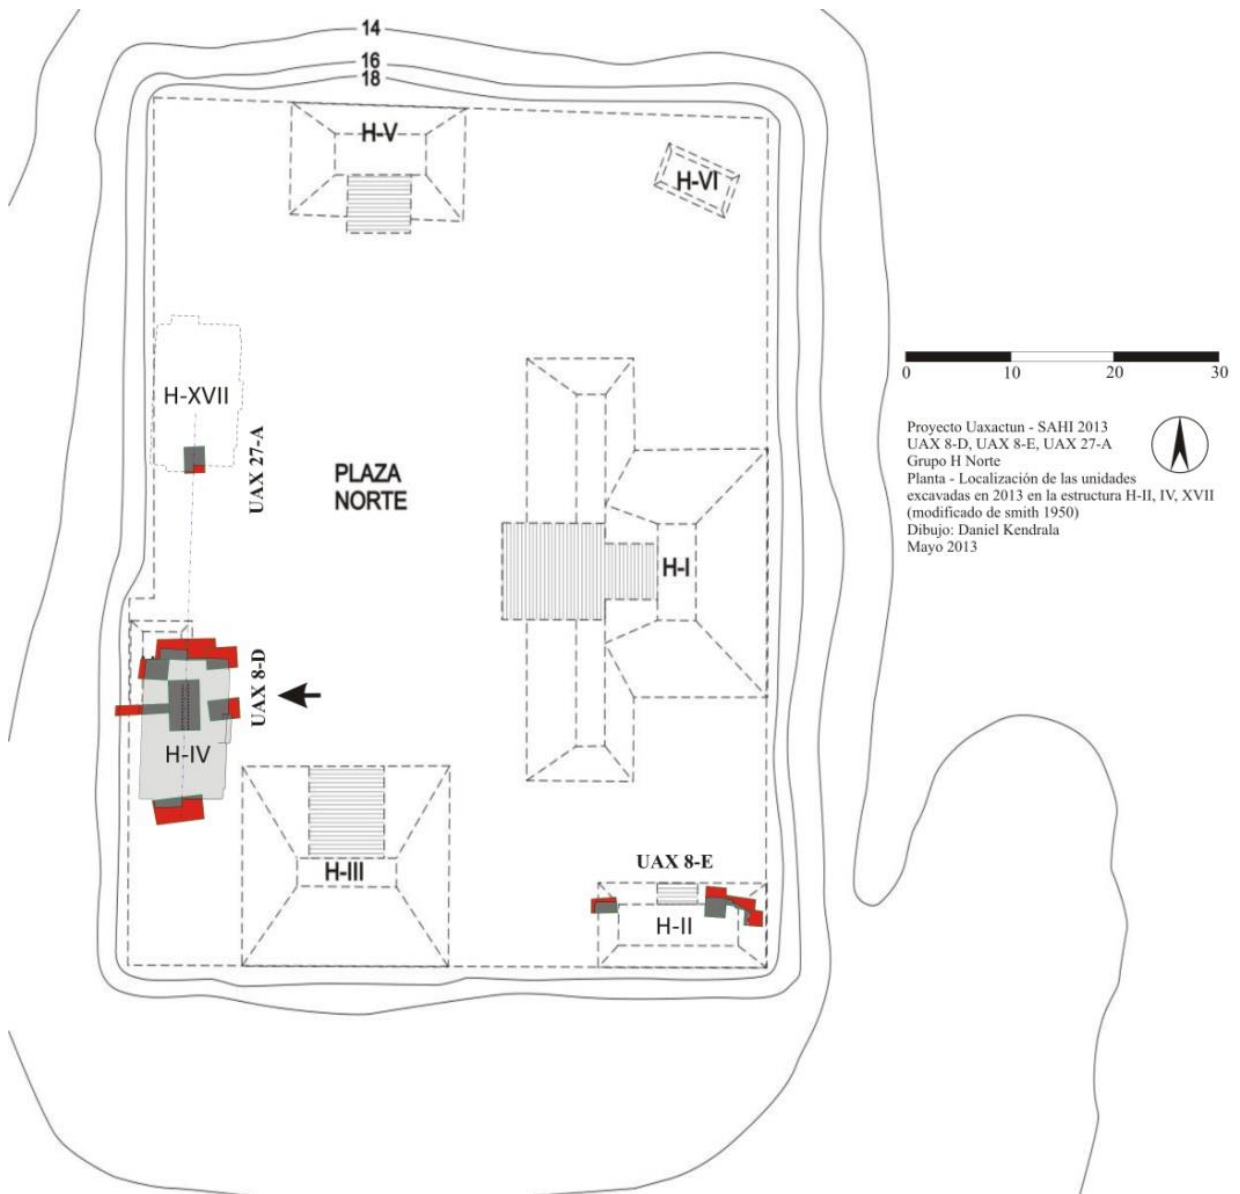 14
16
18
H-V
H-VI
H-XVII
UAX 27-A
PLAZA
NORTE
0 10 20 30
Proyecto Uaxactun - SAHI 2013
UAX 8-D, UAX 8-E, UAX 27-A
Grupo H Norte
Planta - Localización de las unidades
excavadas en 2013 en la estructura H-II, IV, XVII
(modificado de smith 1950)
Dibujo: Daniel Kendrala
Mayo 2013
H-I
UAX 8-D
H-IV
H-III
UAX 8-E
H-II